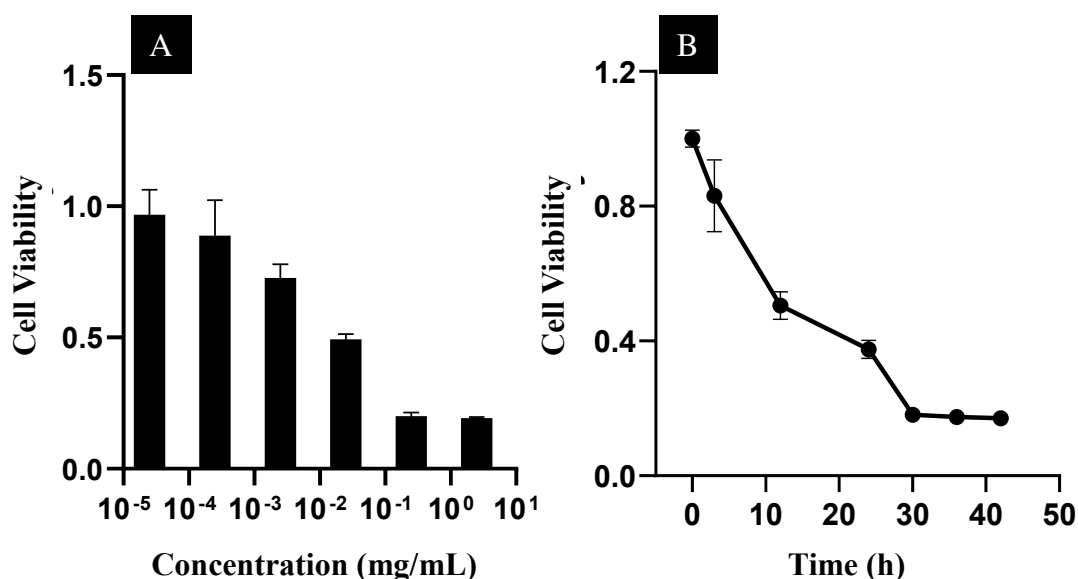 A
1.5
1.0
0.5
0.0
Cell Viability
10⁻⁵ 10⁻⁴ 10⁻³ 10⁻² 10⁻¹ 10⁰ 10¹
Concentration (mg/mL)
B
1.2
0.8
0.4
0.0
Cell Viability
0 10 20 30 40 50
Time (h)